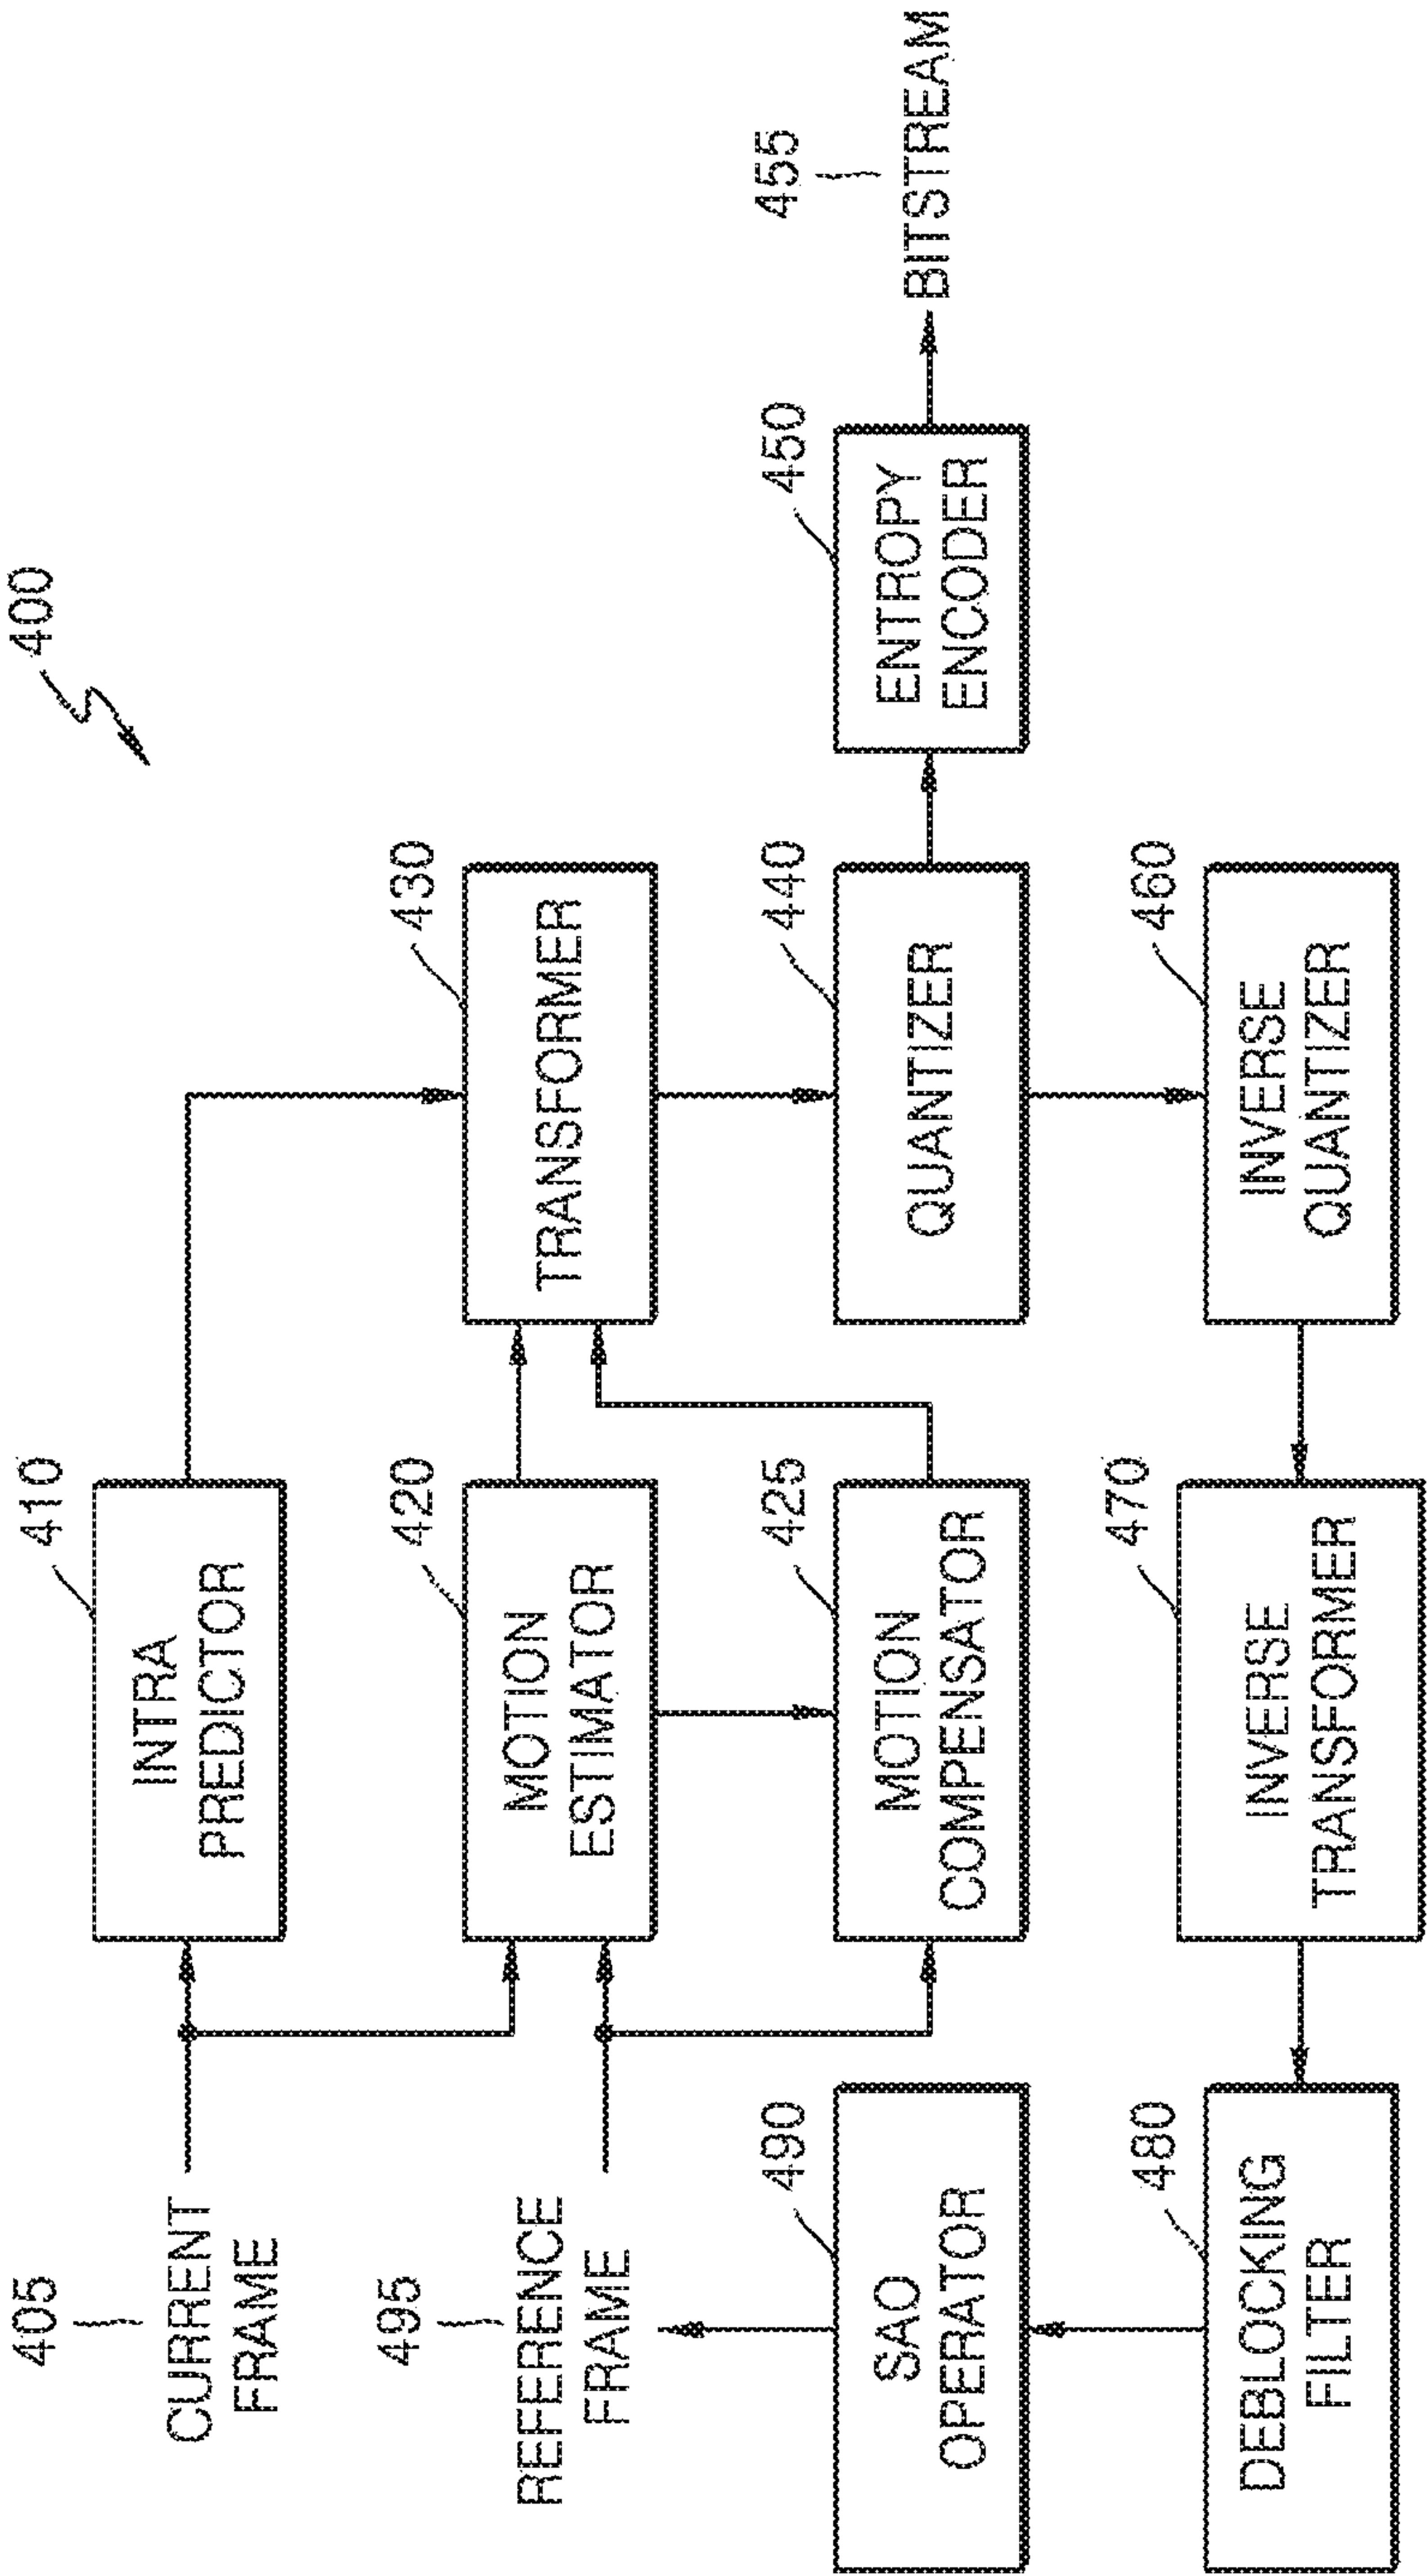 400
405
CURRENT
FRAME
410
INTRA
PREDICTOR
495
REFERENCE
FRAME
420
MOTION
ESTIMATOR
430
TRANSFORMER
490
SAO
OPERATOR
425
MOTION
COMPENSATOR
440
QUANTIZER
450
ENTROPY
ENCODER
455
BITSTREAM
480
DEBLOCKING
FILTER
470
INVERSE
TRANSFORMER
460
INVERSE
QUANTIZER